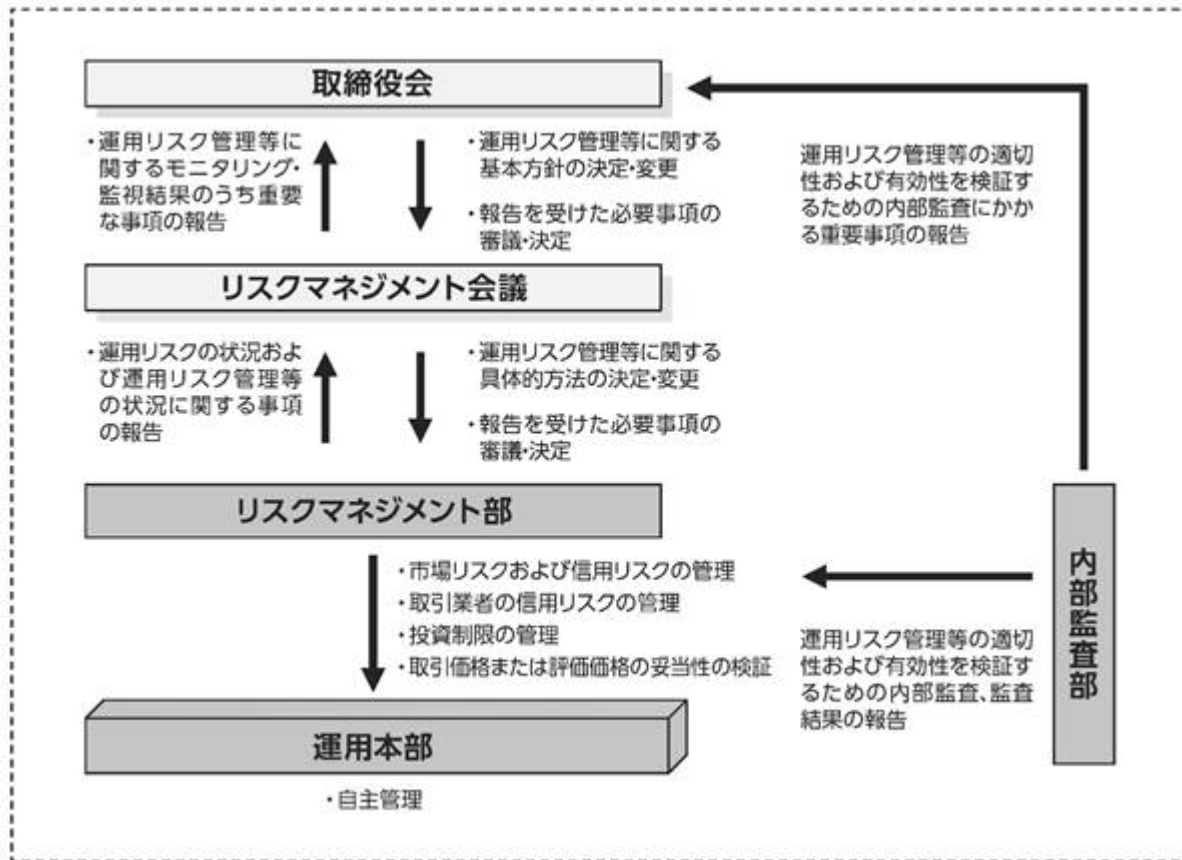 取締役会
・運用リスク管理等に
関するモニタリング・
監視結果のうち重要
な事項の報告
・運用リスク管理等に関する
基本方針の決定・変更
・報告を受けた必要事項の
審議・決定
運用リスク管理等の適切
性および有効性を検証す
るための内部監査にかか
る重要事項の報告
リスクマネジメント会議
・運用リスクの状況およ
び運用リスク管理等
の状況に関する事項
の報告
・運用リスク管理等に関する
具体的方法の決定・変更
・報告を受けた必要事項の
審議・決定
リスクマネジメント部
・市場リスクおよび信用リスクの管理
・取引業者の信用リスクの管理
・投資制限の管理
・取引価格または評価価格の妥当性の検証
運用リスク管理等の適切
性および有効性を検証す
るための内部監査、監査
結果の報告
内部監査部
運用本部
・自主管理